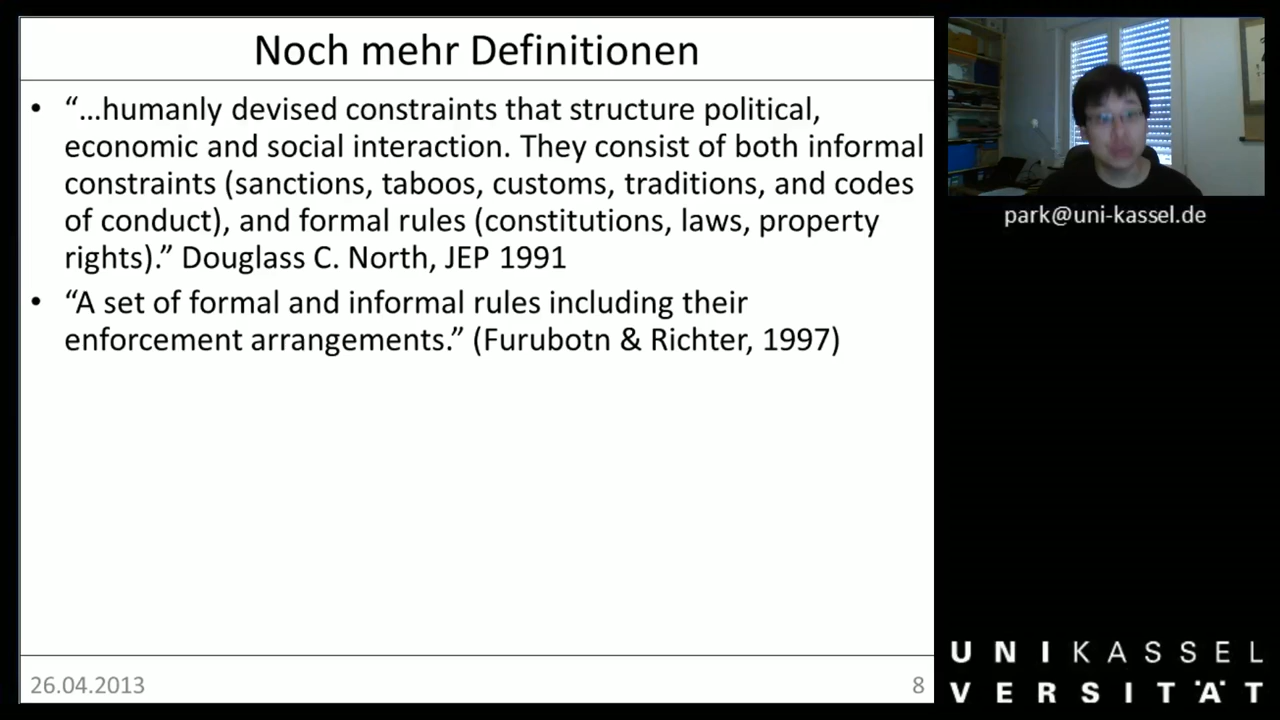 Noch mehr Definitionen
• “…humanly devised constraints that structure political,
economic and social interaction. They consist of both informal
constraints (sanctions, taboos, customs, traditions, and codes
of conduct), and formal rules (constitutions, laws, property
rights).” Douglass C. North, JEP 1991
• “A set of formal and informal rules including their
enforcement arrangements.” (Furubotn & Richter, 1997)
26.04.2013
8
park@uni-kassel.de
UNIKASSEL
VERSITÄT